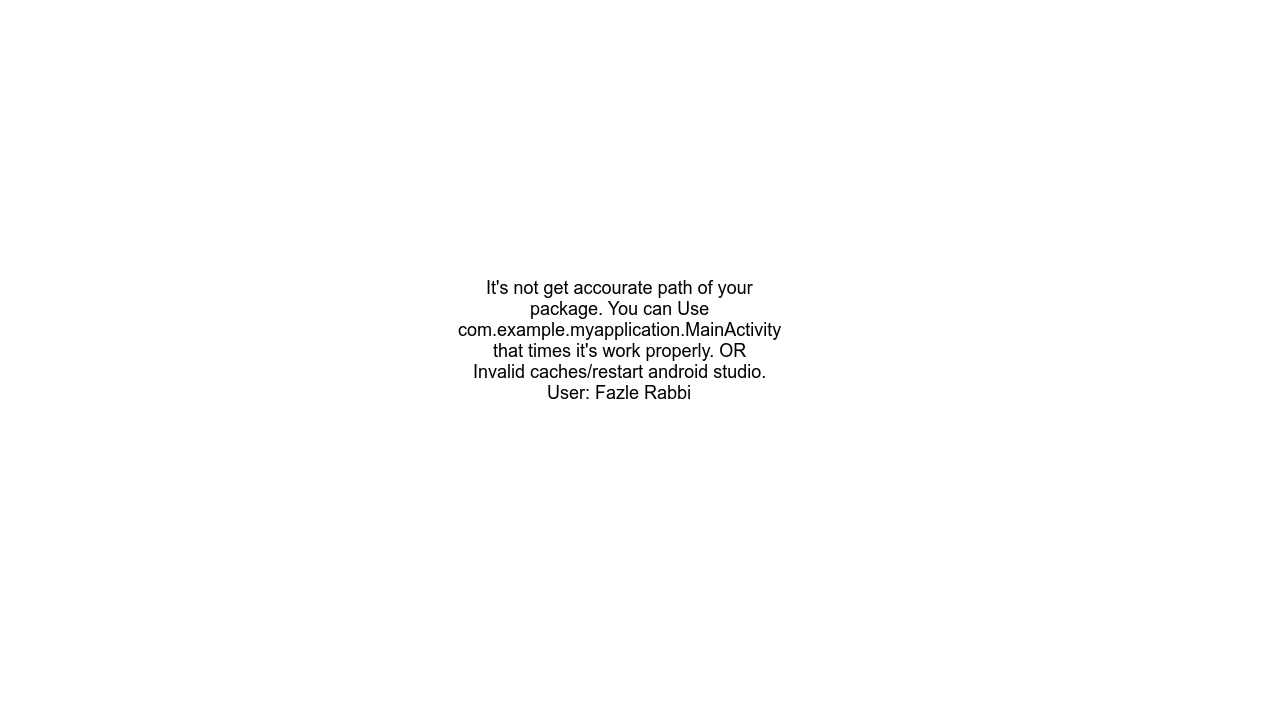 It's not get accourate path of your
package. You can Use
com.example.myapplication.MainActivity
that times it's work properly. OR
Invalid caches/restart android studio.
User: Fazle Rabbi